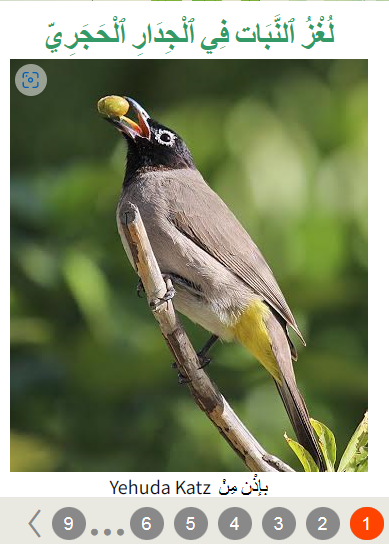 لُغْزُ ٱلنَّبَات فِي ٱلْجِدَارِ ٱلْحَجَرِيّ
بِإِذْن مِنْ Yehuda Katz
1 2 3 4 5 6 ... 9